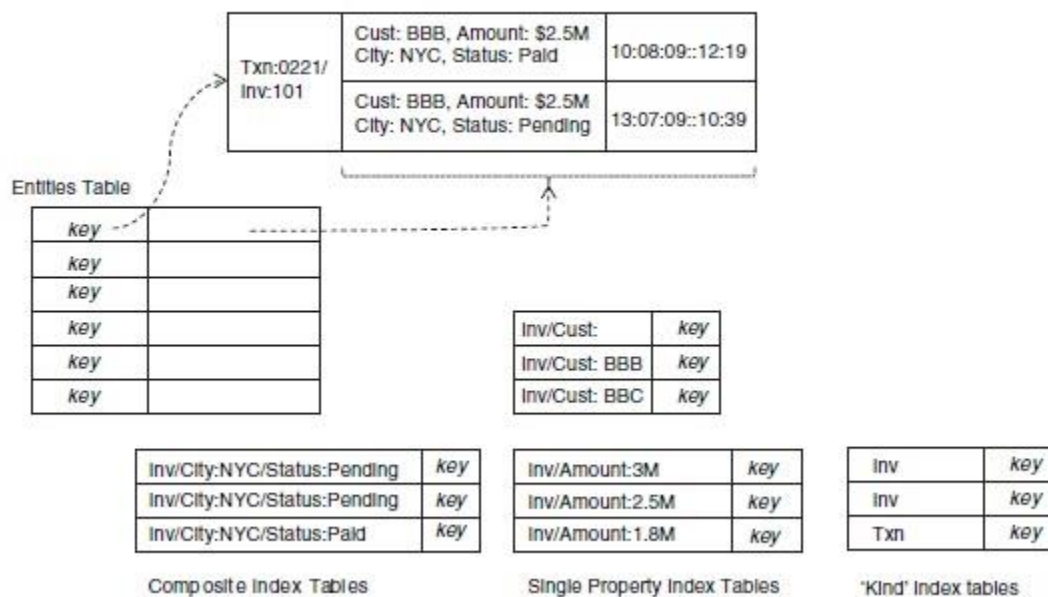 Txn:0221/
Inv:101
Cust: BBB, Amount: $2.5M
City: NYC, Status: Paid
10:08:09::12:19
Cust: BBB, Amount: $2.5M
City: NYC, Status: Pending
13:07:09::10:39
Entities Table
key
key
key
key
key
key
Inv/Cust: key
Inv/Cust: BBB key
Inv/Cust: BBC key
Inv/City:NYC/Status:Pending key
Inv/City:NYC/Status:Pending key
Inv/City:NYC/Status:Paid key
Composite Index Tables
Inv/Amount:3M key
Inv/Amount:2.5M key
Inv/Amount:1.8M key
Single Property Index Tables
Inv key
Inv key
Txn key
'Kind' Index tables